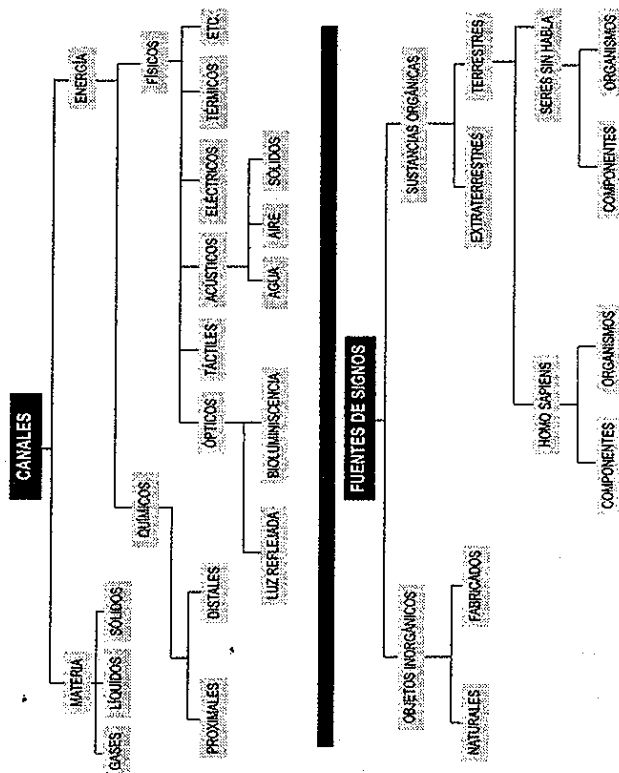 CANALES
MATERIA
ENERGÍA
GASES
LÍQUIDOS
SÓLIDOS
QUÍMICOS
FÍSICOS
PROXIMALES
DISTALES
ÓPTICOS
TÁCTILES
ACÚSTICOS
ELÉCTRICOS
TÉRMICOS
ETC.
LUZ REFLEJADA
BIOLUMINISCENCIA
AGUA
AIRE
SÓLIDOS
FUENTES DE SIGNOS
OBJETOS INORGÁNICOS
SUSTANCIAS ORGÁNICAS
NATURALES
FABRICADOS
EXTRATERRESTRES
TERRESTRES
HOMO SAPIENS
SERES SIN HABLA
COMPONENTES
ORGANISMOS
COMPONENTES
ORGANISMOS